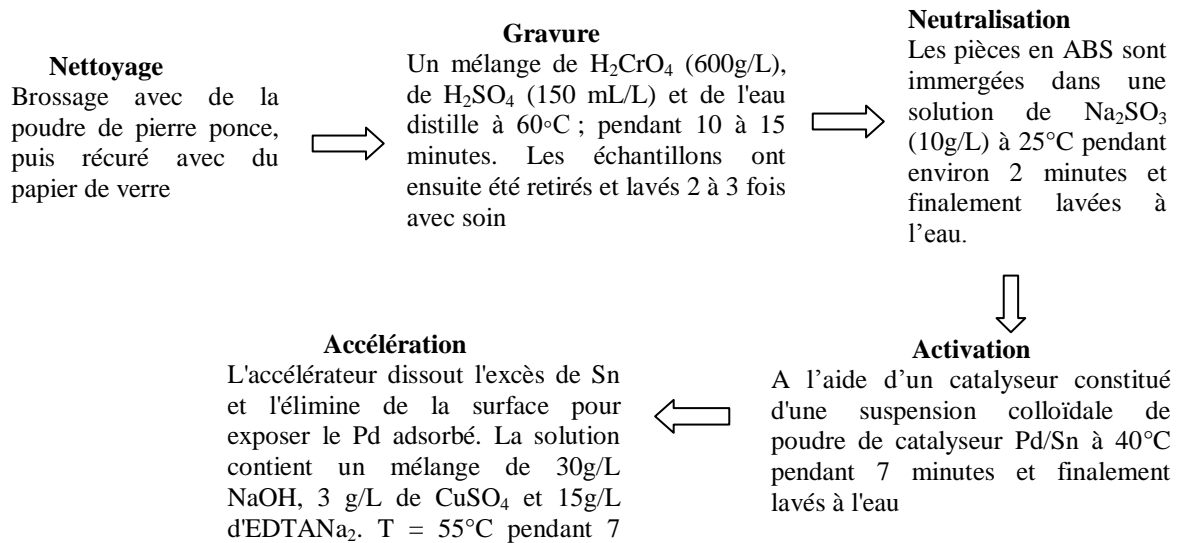 Nettoyage
Brossage avec de la
poudre de pierre ponce,
puis récuré avec du
papier de verre
Gravure
Un mélange de H₂CrO₄ (600g/L),
de H₂SO₄ (150 mL/L) et de l'eau
distille à 60◦C ; pendant 10 à 15
minutes. Les échantillons ont
ensuite été retirés et lavés 2 à 3 fois
avec soin
Neutralisation
Les pièces en ABS sont
immergées dans une
solution de Na₂SO₃
(10g/L) à 25°C pendant
environ 2 minutes et
finalement lavées à
l’eau.
Activation
A l’aide d’un catalyseur constitué
d'une suspension colloïdale de
poudre de catalyseur Pd/Sn à 40°C
pendant 7 minutes et finalement
lavés à l'eau
Accélération
L'accélérateur dissout l'excès de Sn
et l'élimine de la surface pour
exposer le Pd adsorbé. La solution
contient un mélange de 30g/L
NaOH, 3 g/L de CuSO₄ et 15g/L
d'EDTANa₂. T = 55°C pendant 7